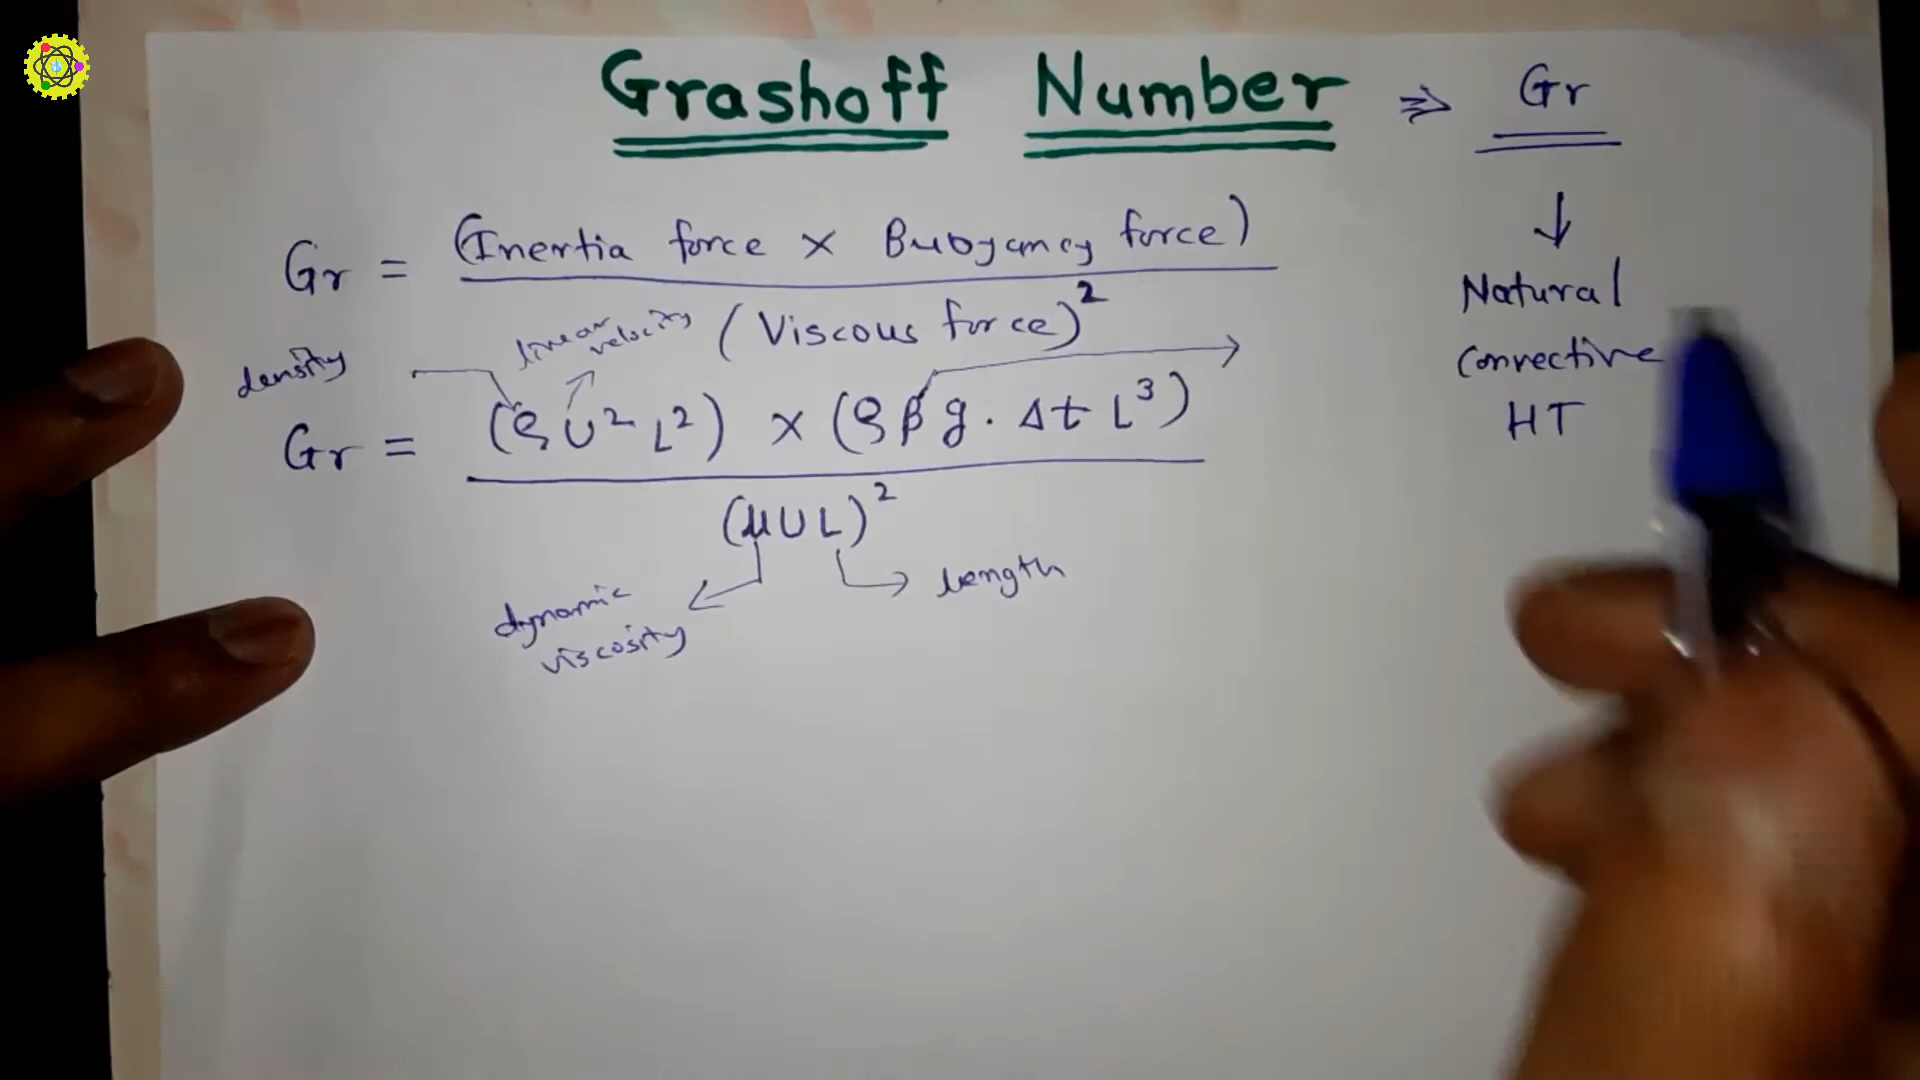 Grashoff Number ⇒ Gr
↓
Natural
Convective
HT
Gr = (Inertia force × Buoyancy force)
(Viscous force)²
density
linear velocity
Gr = (ρU²L²) × (ρβg·Δt L³)
(μUL)²
dynamic viscosity
length